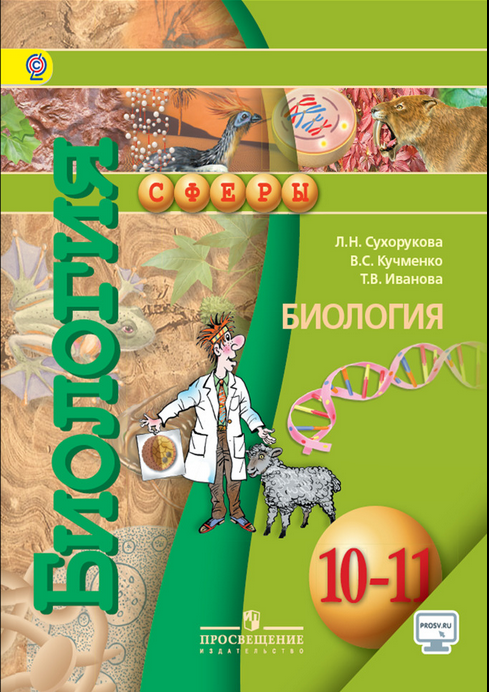 СФЕРЫ
Л.Н. Сухорукова
В.С. Кучменко
Т.В. Иванова
БИОЛОГИЯ
Биология
10-11
ПРОСВЕЩЕНИЕ
ИЗДАТЕЛЬСТВО
PROSV.RU